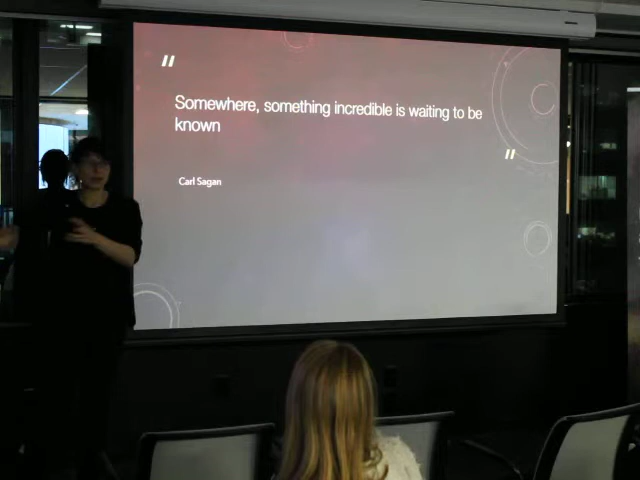 "
Somewhere, something incredible is waiting to be
known
"
Carl Sagan